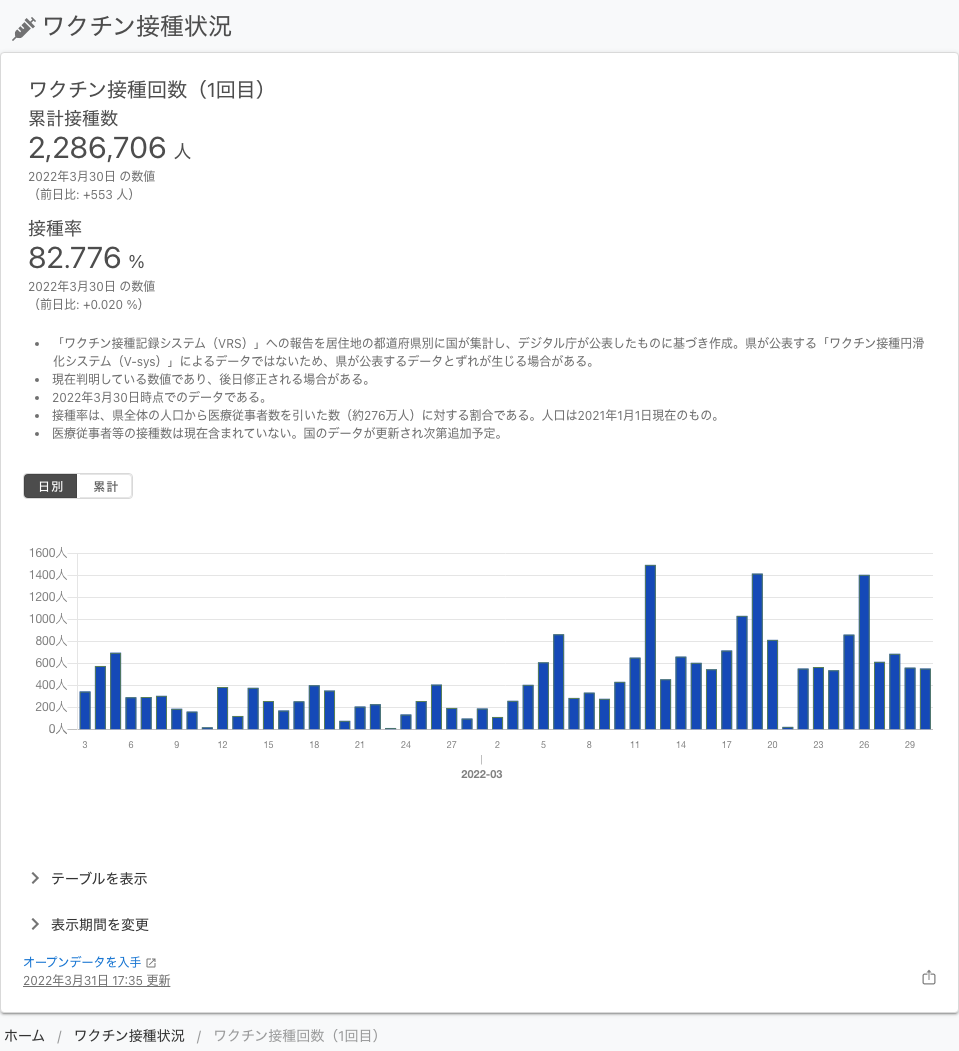 ワクチン接種状況
ワクチン接種回数（1回目）
累計接種数
2,286,706 人
2022年3月30日 の数値
（前日比: +553 人）
接種率
82.776 %
2022年3月30日 の数値
（前日比: +0.020 %）
• 「ワクチン接種記録システム（VRS）」への報告を居住地の都道府県別に国が集計し、デジタル庁が公表したものに基づき作成。県が公表する「ワクチン接種円滑
化システム（V-sys）」によるデータではないため、県が公表するデータとずれが生じる場合がある。
• 現在判明している数値であり、後日修正される場合がある。
• 2022年3月30日時点でのデータである。
• 接種率は、県全体の人口から医療従事者数を引いた数（約276万人）に対する割合である。人口は2021年1月1日現在のもの。
• 医療従事者等の接種数は現在含まれていない。国のデータが更新され次第追加予定。
日別 累計
1600人
1400人
1200人
1000人
800人
600人
400人
200人
0人
3 6 9 12 15 18 21 24 27 2 5 8 11 14 17 20 23 26 29
2022-03
テーブルを表示
表示期間を変更
オープンデータを入手
2022年3月31日 17:35 更新
ホーム / ワクチン接種状況 / ワクチン接種回数（1回目）